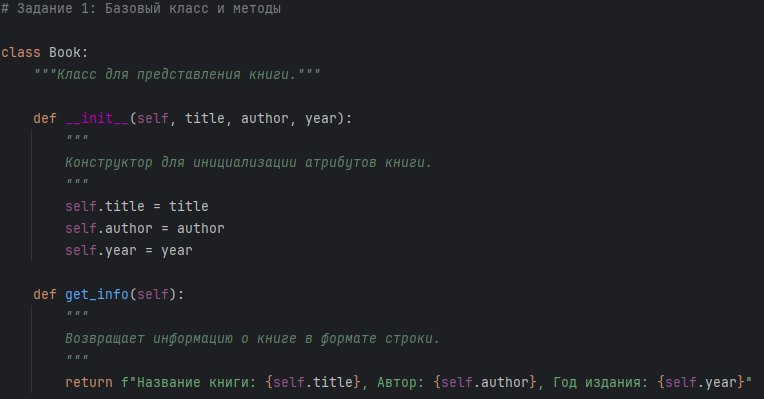 # Задание 1: Базовый класс и методы
class Book:
    """Класс для представления книги."""
    def __init__(self, title, author, year):
        """
        Конструктор для инициализации атрибутов книги.
        """
        self.title = title
        self.author = author
        self.year = year
    def get_info(self):
        """
        Возвращает информацию о книге в формате строки.
        """
        return f"Название книги: {self.title}, Автор: {self.author}, Год издания: {self.year}"